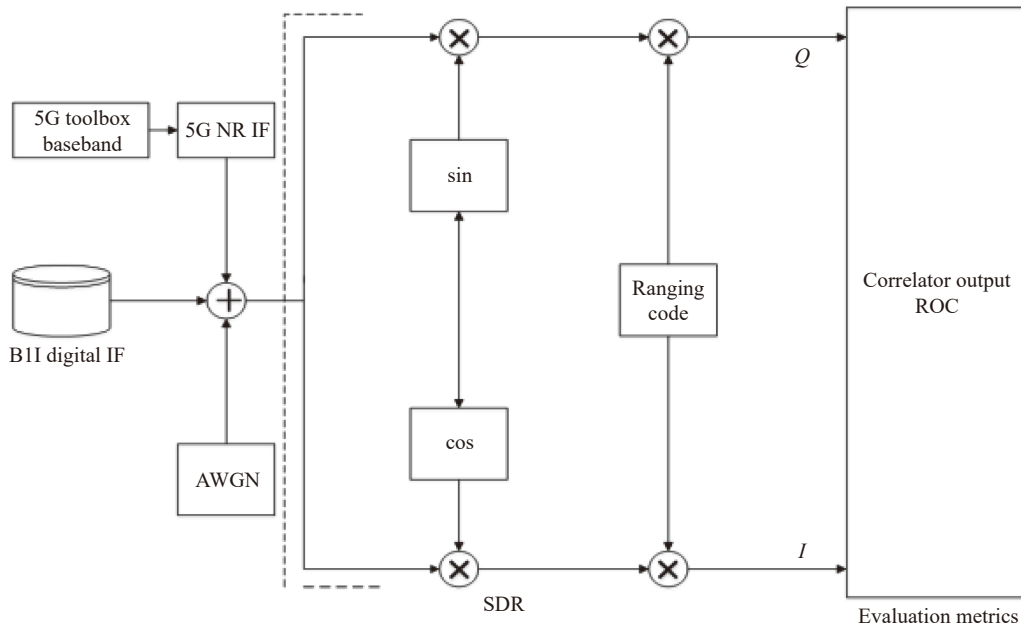 5G toolbox
baseband
5G NR IF
B1I digital IF
AWGN
sin
cos
Ranging
code
SDR
Q
I
Correlator output
ROC
Evaluation metrics